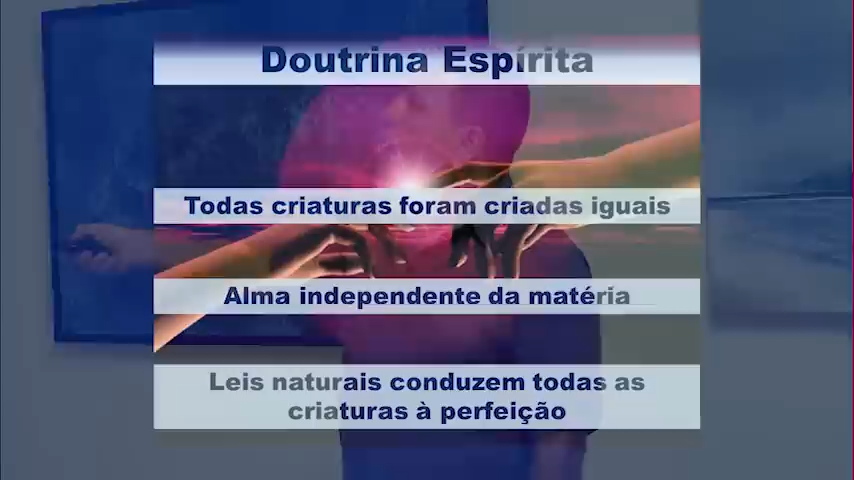 Doutrina Espírita
Todas criaturas foram criadas iguais
Alma independente da matéria
Leis naturais conduzem todas as
criaturas à perfeição